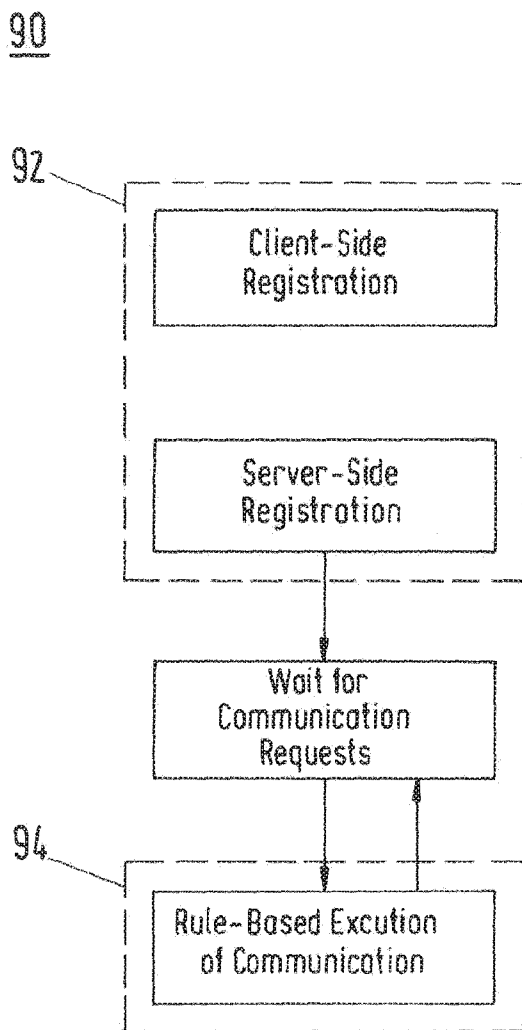 90
92
Client-Side
Registration
Server-Side
Registration
Wait for
Communication
Requests
94
Rule-Based Excution
of Communication